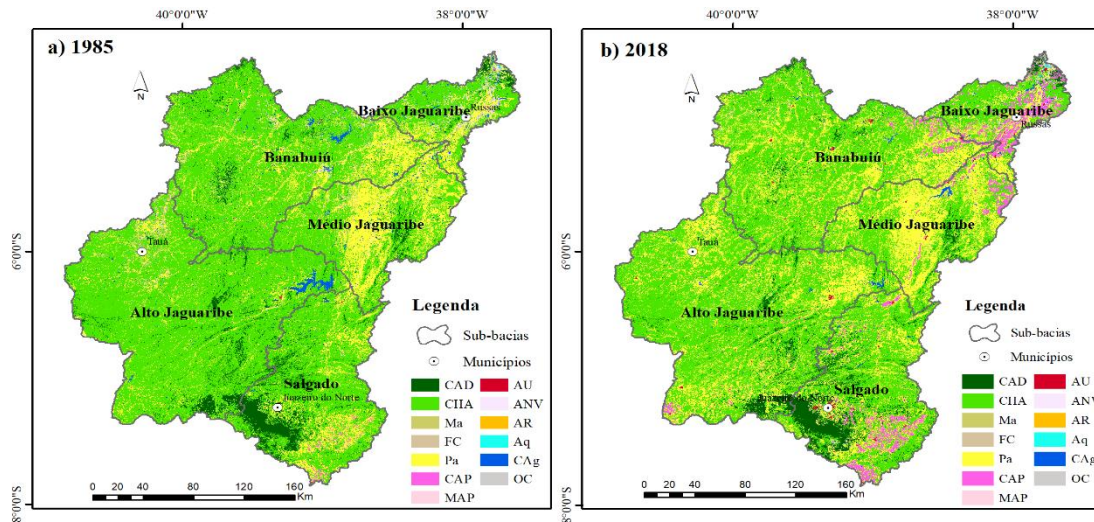 40°0'0"W 38°0'0"W
a) 1985
N
Baixo Jaguaribe
Russas
Banabuiú
Médio Jaguaribe
Tauá
6°0'0"S
Alto Jaguaribe
Legenda
Sub-bacias
Municípios
Salgado
Juazeiro do Norte
CAD AU
CHA ANV
Ma AR
FC Aq
Pa CAg
CAP OC
MAP
0 20 40 80 120 160
Km
8°0'0"S
40°0'0"W 38°0'0"W
b) 2018
N
Baixo Jaguaribe
Russas
Banabuiú
Médio Jaguaribe
Tauá
6°0'0"S
Alto Jaguaribe
Legenda
Sub-bacias
Municípios
Salgado
Juazeiro do Norte
CAD AU
CHA ANV
Ma AR
FC Aq
Pa CAg
CAP OC
MAP
0 20 40 80 120 160
Km
8°0'0"S